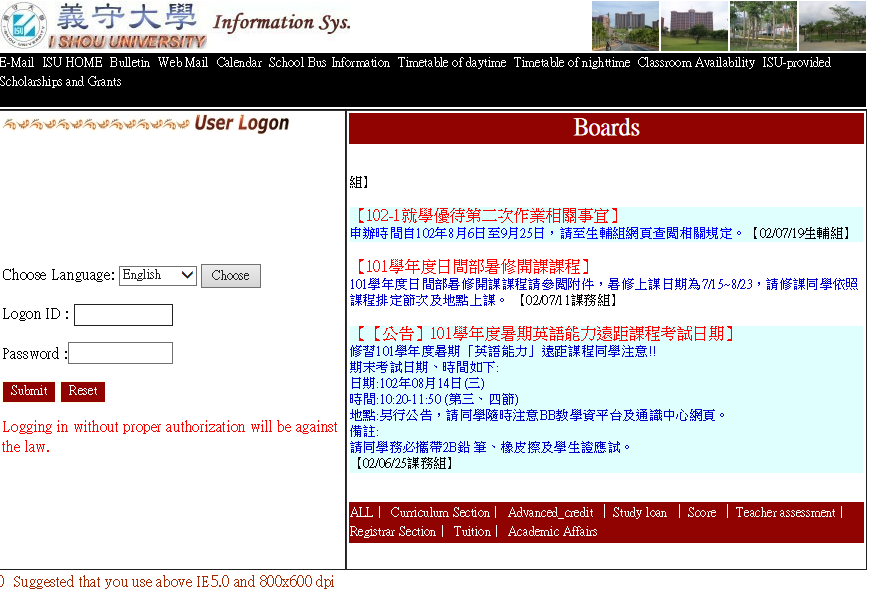 義守大學 Information Sys.
I SHOU UNIVERSITY
E-Mail ISU HOME Bulletin Web Mail Calendar School Bus Information Timetable of daytime Timetable of nighttime Classroom Availability ISU-provided
Scholarships and Grants
User Logon
Choose Language: English Choose
Logon ID :
Password :
Submit Reset
Logging in without proper authorization will be against
the law.
Boards
組】
【102-1就學優待第二次作業相關事宜】
申辦時間自102年8月6日至9月25日，請至生輔組網頁查閱相關規定。【02/07/19生輔組】
【101學年度日間部暑修開課課程】
101學年度日間部暑修開課課程請參閱附件，暑修上課日期為7/15~8/23，請修課同學依照
課程排定節次及地點上課。 【02/07/11課務組】
【【公告】101學年度暑期英語能力遠距課程考試日期】
修習101學年度暑期「英語能力」遠距課程同學注意!!
期末考試日期、時間如下:
日期:102年08月14日(三)
時間:10:20-11:50 (第三、四節)
地點:另行公告，請同學隨時注意BB教學資平台及通識中心網頁。
備註:
請同學務必攜帶2B鉛 筆、橡皮擦及學生證應試。
【02/06/25課務組】
ALL | Curriculum Section | Advanced_credit | Study loan | Score | Teacher assessment |
Registrar Section | Tuition | Academic Affairs
0 Suggested that you use above IE5.0 and 800x600 dpi